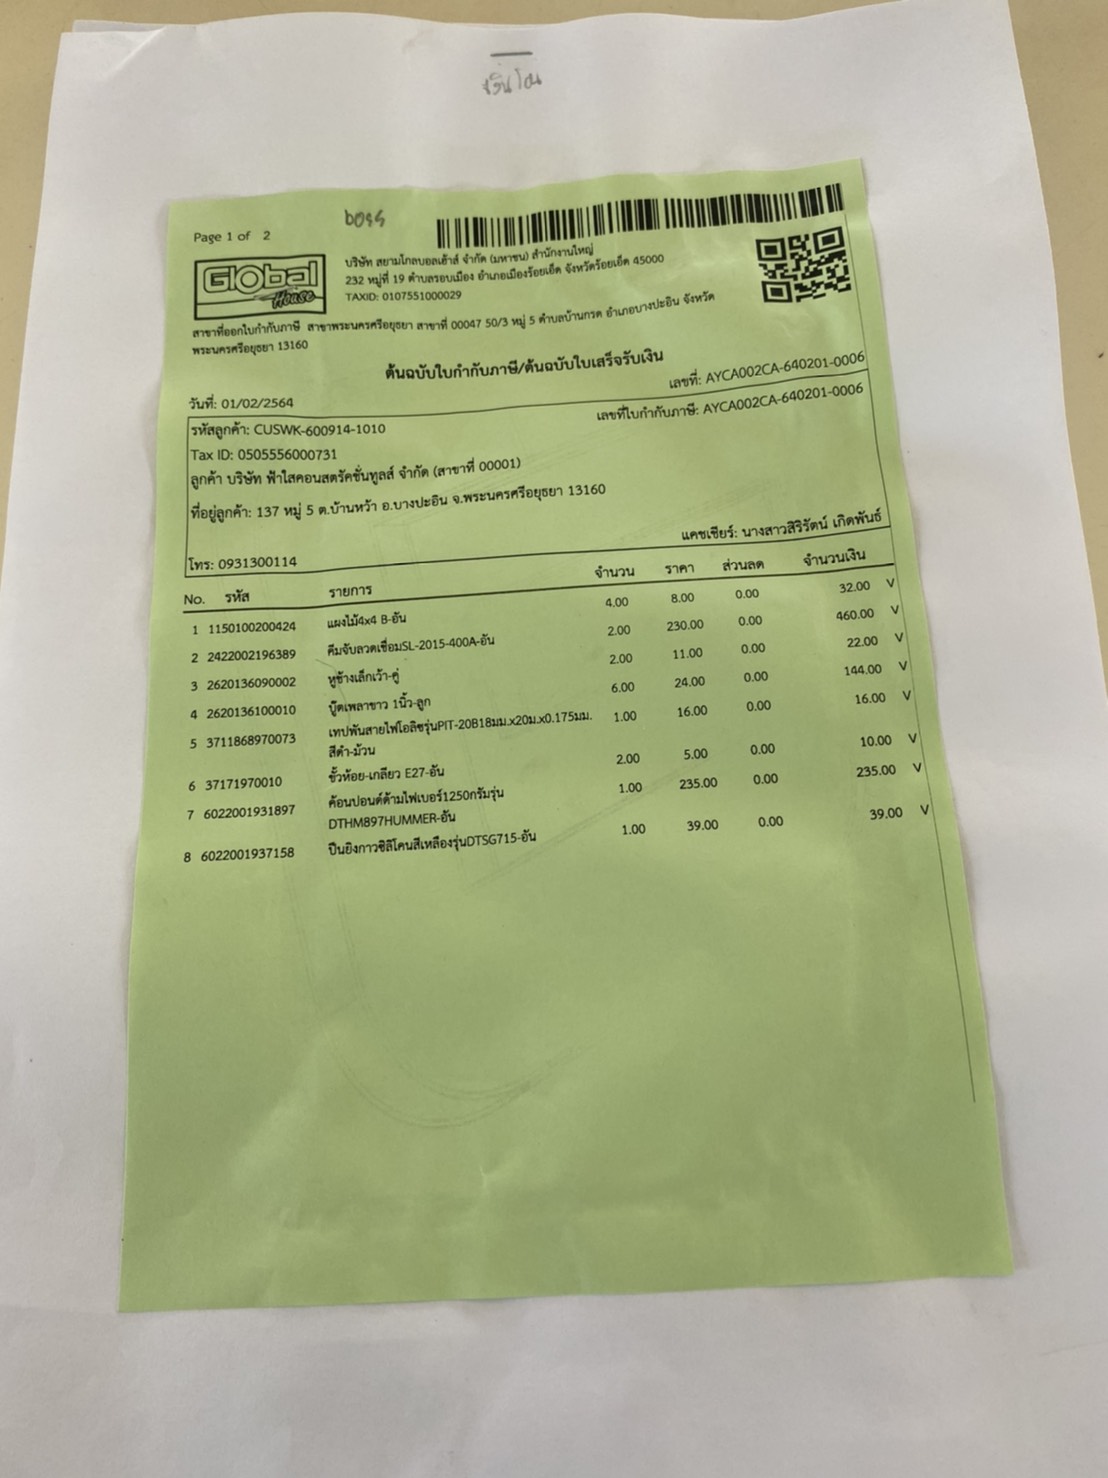 Page 1 of 2
boss
Global House
บริษัท สยามโกลบอลเฮ้าส์ จำกัด (มหาชน) สำนักงานใหญ่
232 หมู่ที่ 19 ตำบลรอบเมือง อำเภอเมืองร้อยเอ็ด จังหวัดร้อยเอ็ด 45000
TAXID: 0107551000029
สาขาที่ออกใบกำกับภาษี สาขาพระนครศรีอยุธยา สาขาที่ 00047 50/3 หมู่ 5 ตำบลบ้านกรด อำเภอบางปะอิน จังหวัด
พระนครศรีอยุธยา 13160
ต้นฉบับใบกำกับภาษี/ต้นฉบับใบเสร็จรับเงิน
วันที่: 01/02/2564 เลขที่: AYCA002CA-640201-0006
รหัสลูกค้า: CUSWK-600914-1010 เลขที่ใบกำกับภาษี: AYCA002CA-640201-0006
Tax ID: 0505556000731
ลูกค้า บริษัท ฟ้าใสคอนสตรัคชั่นทูลส์ จำกัด (สาขาที่ 00001)
ที่อยู่ลูกค้า: 137 หมู่ 5 ต.บ้านหว้า อ.บางปะอิน จ.พระนครศรีอยุธยา 13160
โทร: 0931300114 แคชเชียร์: นางสาวสิริรัตน์ เกิดพันธ์
No. รหัส รายการ จำนวน ราคา ส่วนลด จำนวนเงิน
1 1150100200424 แผงไม้4x4 B-อัน 4.00 8.00 0.00 32.00 V
2 2422002196389 คีมจับลวดเชื่อมSL-2015-400A-อัน 2.00 230.00 0.00 460.00 V
3 2620136090002 หูช้างเล็กเว้า-คู่ 2.00 11.00 0.00 22.00 V
4 2620136100010 บู๊ตเพลาขาว 1นิ้ว-ลูก 6.00 24.00 0.00 144.00 V
5 3711868970073 เทปพันสายไฟโอลิซรุ่นPIT-20B18มม.x20ม.x0.175มม. 1.00 16.00 0.00 16.00 V
สีดำ-ม้วน
6 37171970010 ขั้วห้อย-เกลียว E27-อัน 2.00 5.00 0.00 10.00 V
7 6022001931897 ค้อนปอนด์ด้ามไฟเบอร์1250กรัมรุ่น 1.00 235.00 0.00 235.00 V
DTHM897HUMMER-อัน
8 6022001937158 ปืนยิงกาวซิลิโคนสีเหลืองรุ่นDTSG715-อัน 1.00 39.00 0.00 39.00 V